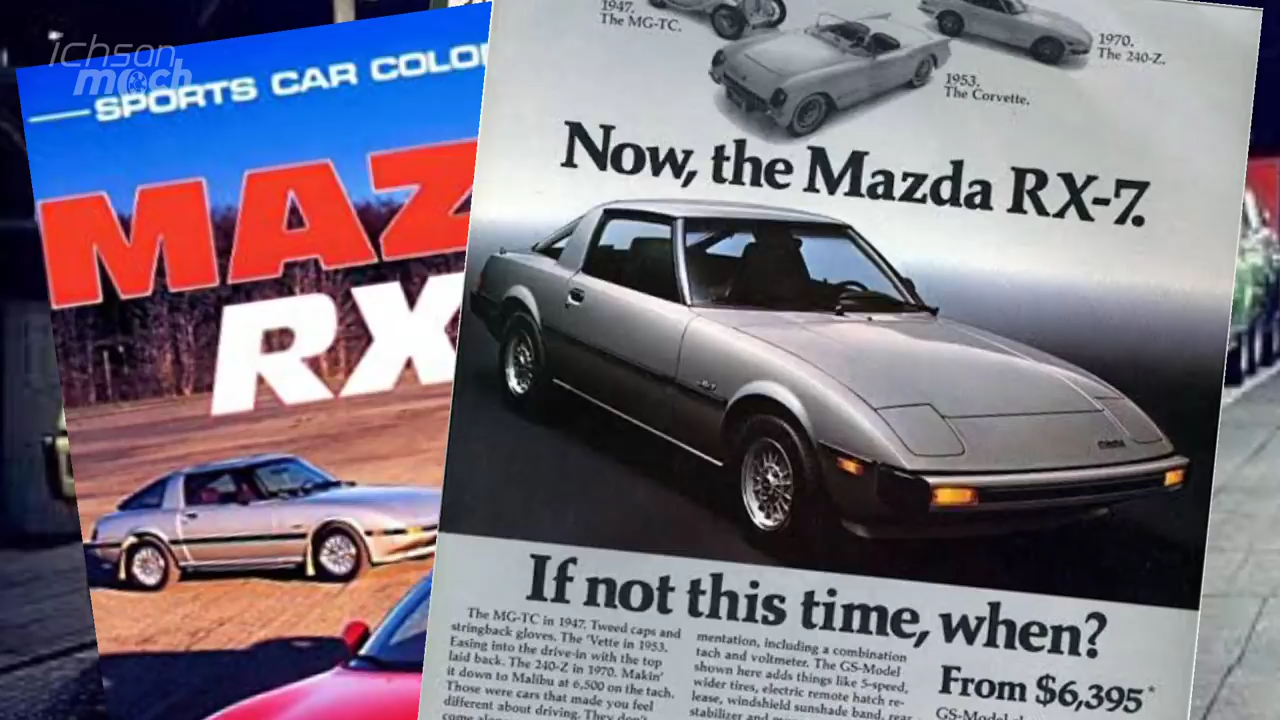 ichsan
moch
SPORTS CAR COLO
MAZ
RX
1947.
The MG-TC.
1970.
The 240-Z.
1953.
The Corvette.
Now, the Mazda RX-7.
If not this time, when?
The MG-TC in 1947. Tweed caps and
stringback gloves. The 'Vette in 1953.
Easing into the drive-in with the top
laid back. The 240-Z in 1970. Makin'
it down to Malibu at 6,500 on the tach.
Those were cars that made you feel
different about driving. They don't
mentation, including a combination
tach and voltmeter. The GS-Model
shown here adds things like 5-speed,
wider tires, electric remote hatch re-
lease, windshield sunshade band, rear
stabilizer and
From $6,395*
GS-Model